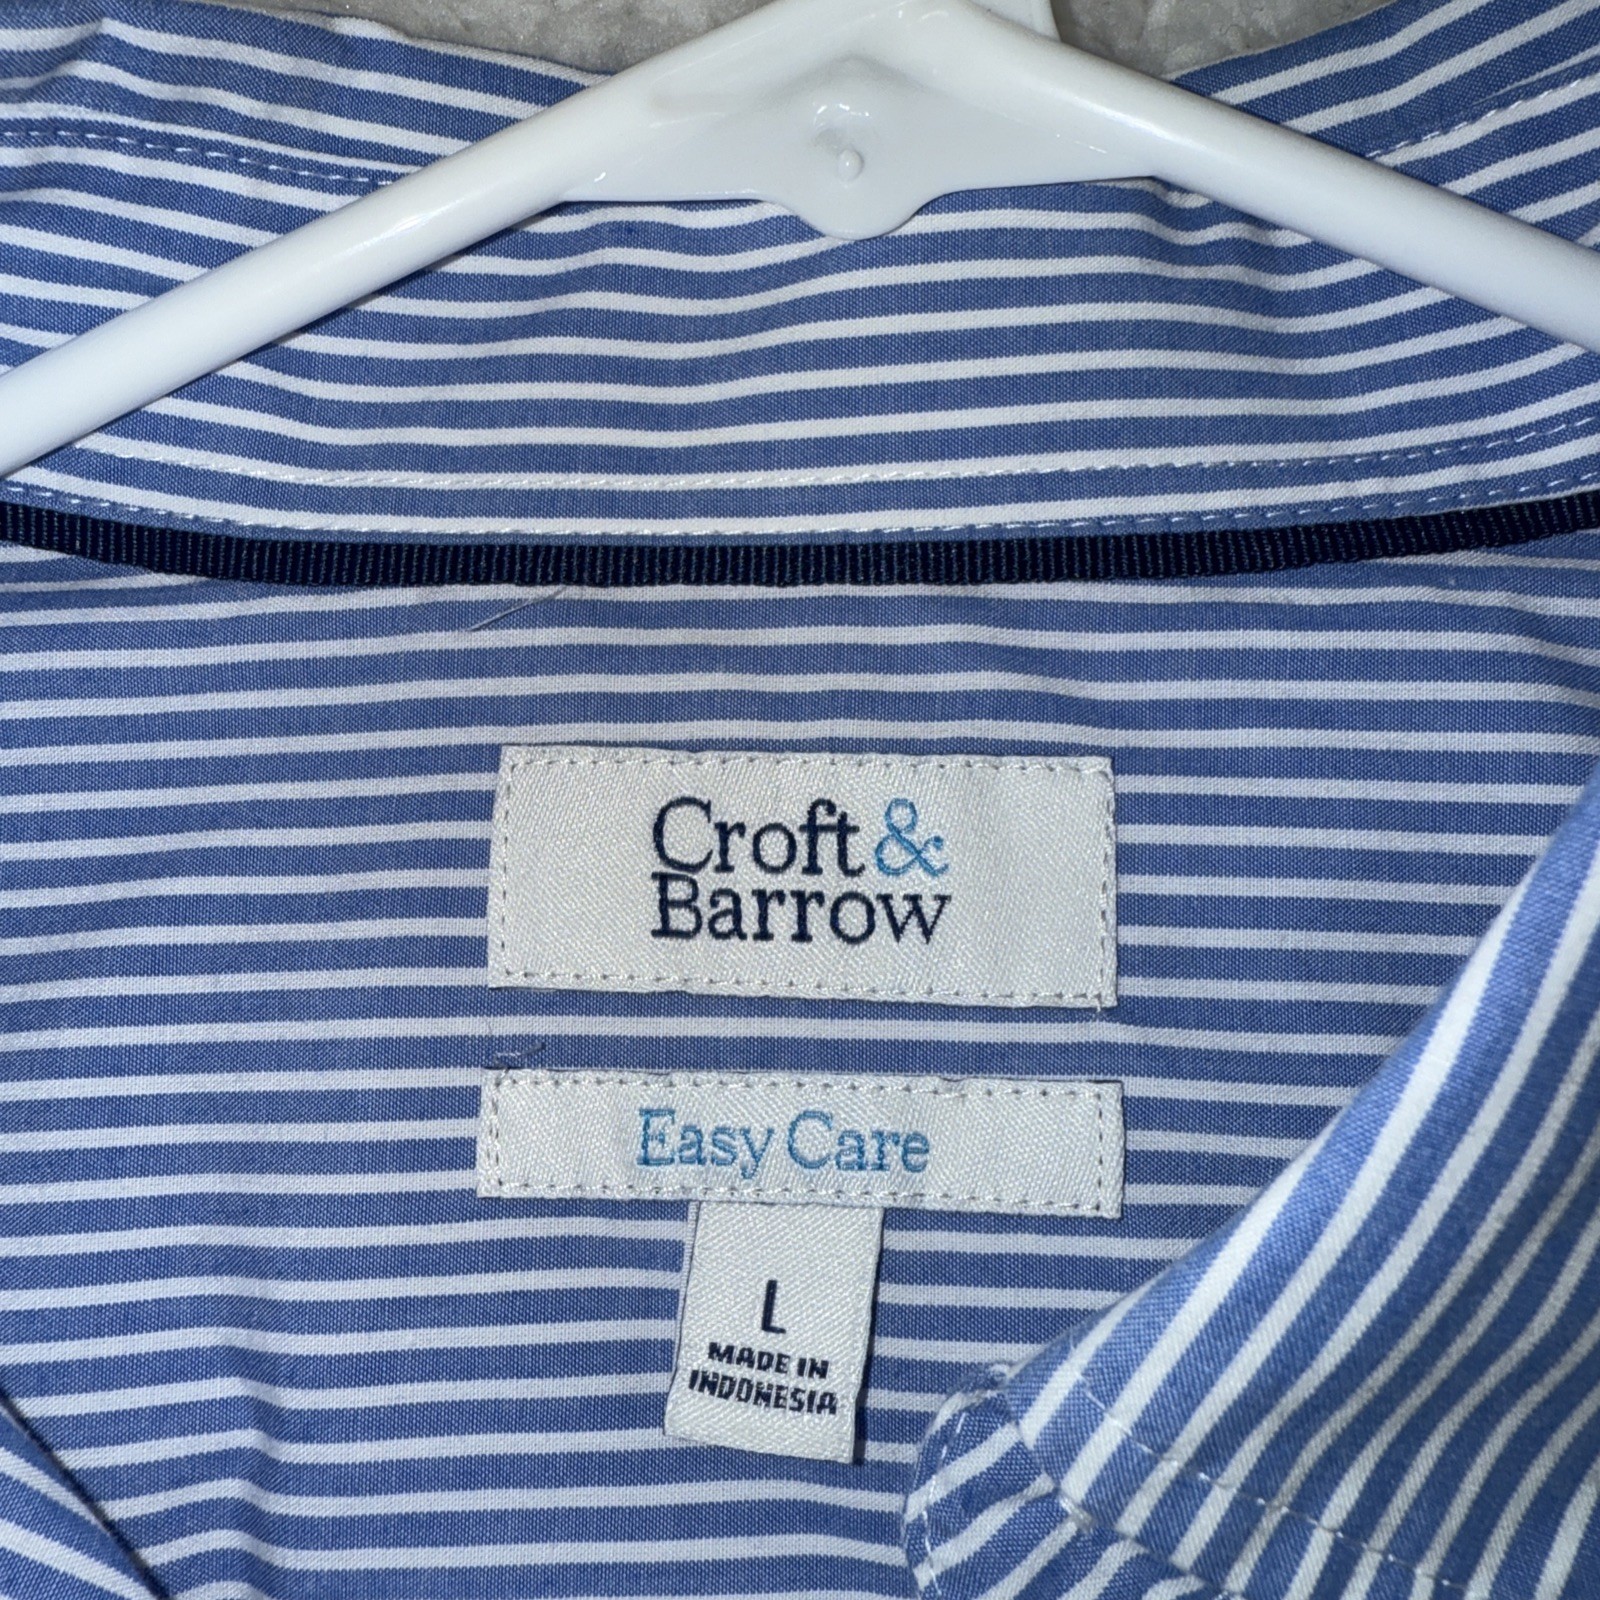 Croft &
Barrow
Easy Care
L
MADE IN
INDONESIA